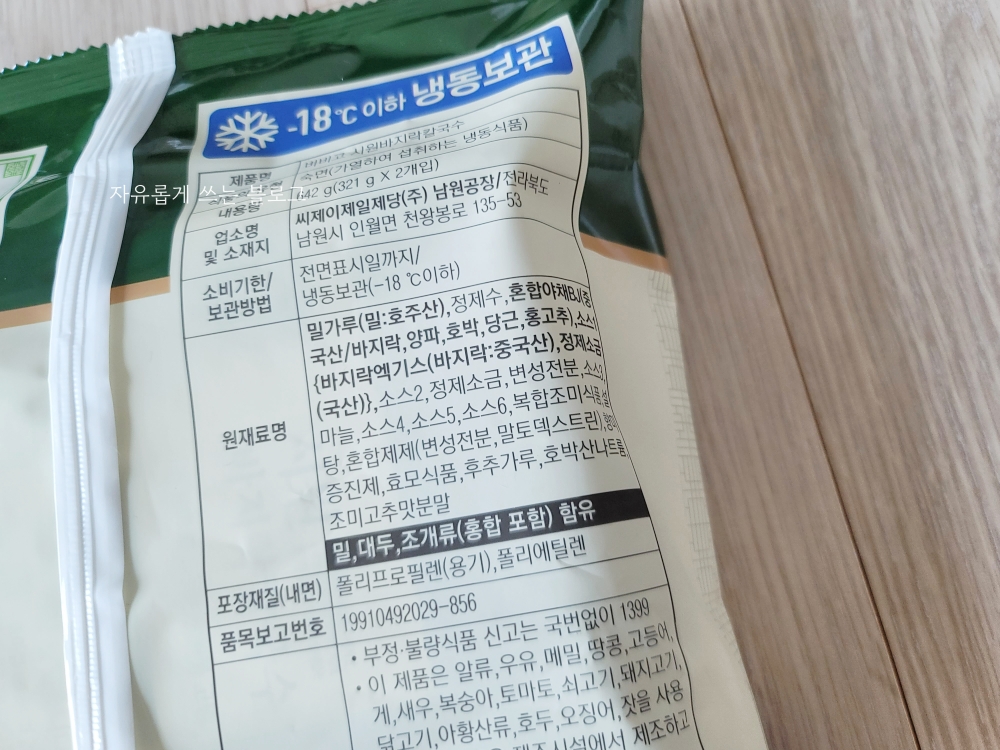 -18℃ 이하 냉동보관
제품명 비비고 시원바지락칼국수
숙면(가열하여 섭취하는 냉동식품)
내용량 642 g(321 g X 2개입)
자유롭게 쓰는 블로그
업소명 및 소재지
씨제이제일제당(주) 남원공장/전라북도
남원시 인월면 천왕봉로 135-53
소비기한/
보관방법
전면표시일까지/
냉동보관(-18 ℃이하)
원재료명
밀가루(밀:호주산),정제수,혼합야채BJ(중
국산/바지락,양파,호박,당근,홍고추),소스1
{바지락엑기스(바지락:중국산),정제소금
(국산)},소스2,정제소금,변성전분,소스3,
마늘,소스4,소스5,소스6,복합조미식품,설
탕,혼합제제(변성전분,말토덱스트린),향미
증진제,효모식품,후추가루,호박산나트륨,
조미고추맛분말
밀,대두,조개류(홍합 포함) 함유
포장재질(내면) 폴리프로필렌(용기),폴리에틸렌
품목보고번호 19910492029-856
•부정·불량식품 신고는 국번없이 1399
•이 제품은 알류,우유,메밀,땅콩,고등어,
게,새우,복숭아,토마토,쇠고기,돼지고기,
닭고기,아황산류,호두,오징어,잣을 사용
제조시설에서 제조하고